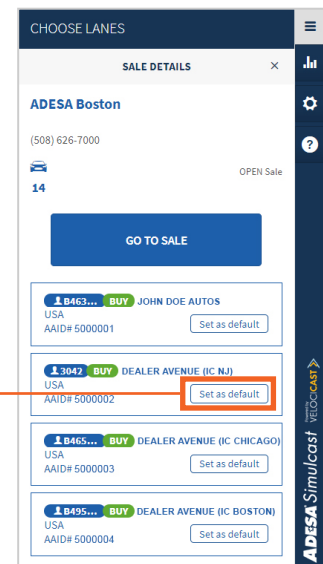 CHOOSE LANES
SALE DETAILS ×
ADESA Boston
(508) 626-7000
14
OPEN Sale
GO TO SALE
B463... BUY JOHN DOE AUTOS
USA
AAID# 5000001
Set as default
3042 BUY DEALER AVENUE (IC NJ)
USA
AAID# 5000002
Set as default
B465... BUY DEALER AVENUE (IC CHICAGO)
USA
AAID# 5000003
Set as default
B495... BUY DEALER AVENUE (IC BOSTON)
USA
AAID# 5000004
Set as default
?
ADESA Simulcast
Powered by
VELOCICAST